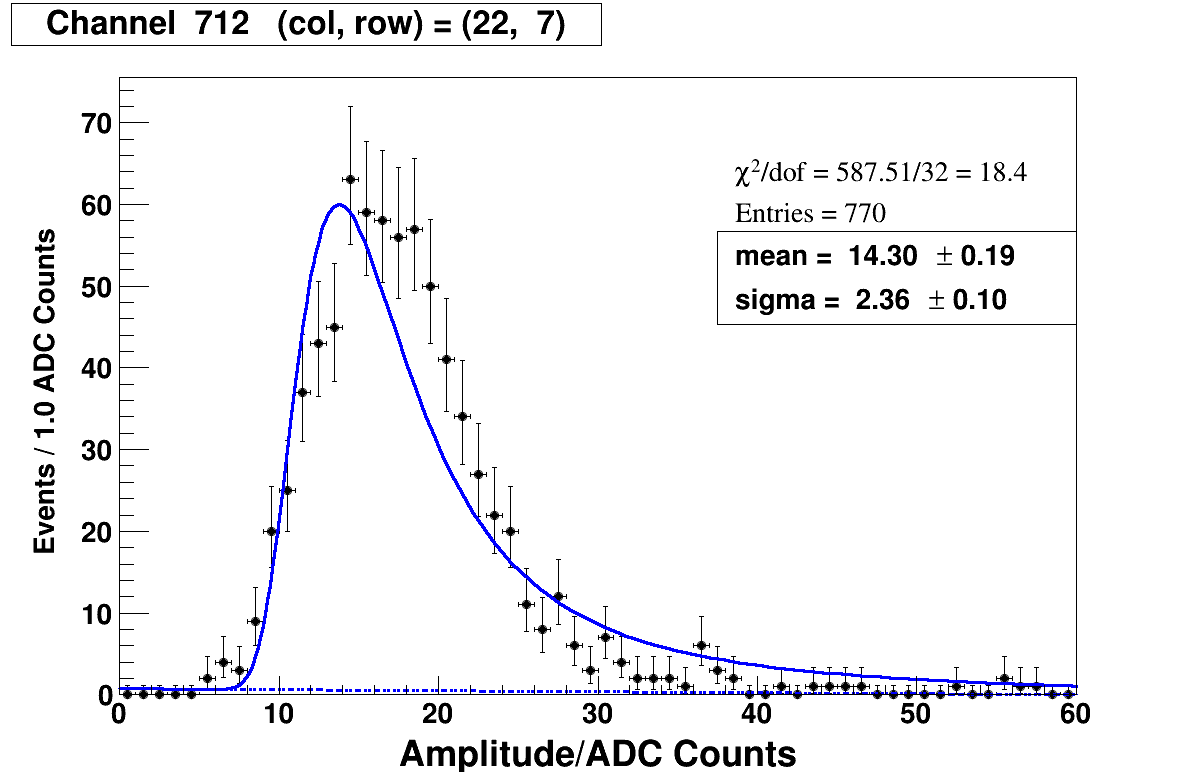 Channel 712 (col, row) = (22, 7)
χ²/dof = 587.51/32 = 18.4
Entries = 770
mean = 14.30 ± 0.19
sigma = 2.36 ± 0.10
Events / 1.0 ADC Counts
70
60
50
40
30
20
10
0
0 10 20 30 40 50 60
Amplitude/ADC Counts